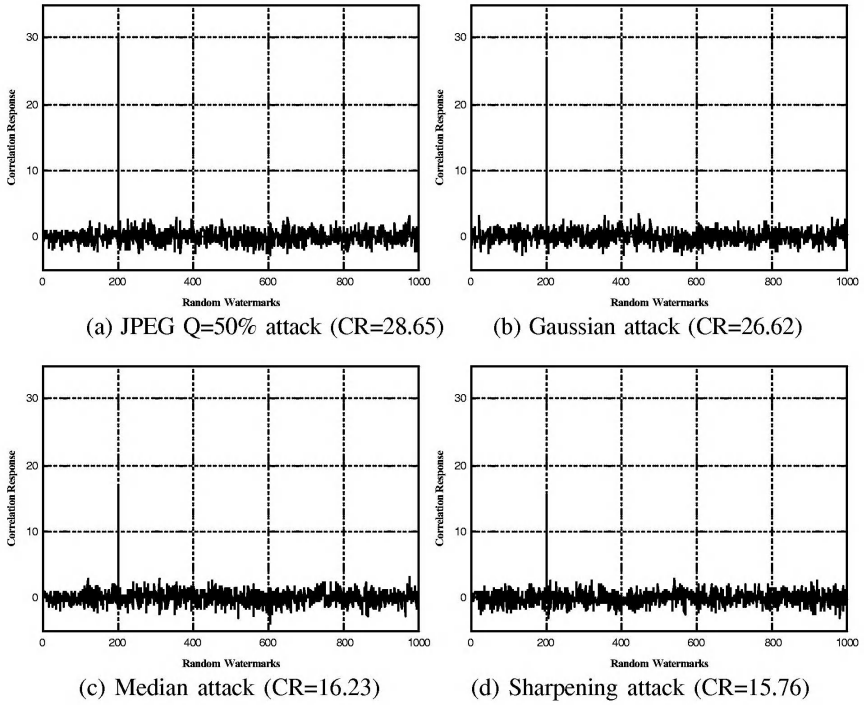 30
20
10
0
Correlation Response
0 200 400 600 800 1000
Random Watermarks
(a) JPEG Q=50% attack (CR=28.65)
30
20
10
0
Correlation Response
0 200 400 600 800 1000
Random Watermarks
(b) Gaussian attack (CR=26.62)
30
20
10
0
Correlation Response
0 200 400 600 800 1000
Random Watermarks
(c) Median attack (CR=16.23)
30
20
10
0
Correlation Response
0 200 400 600 800 1000
Random Watermarks
(d) Sharpening attack (CR=15.76)